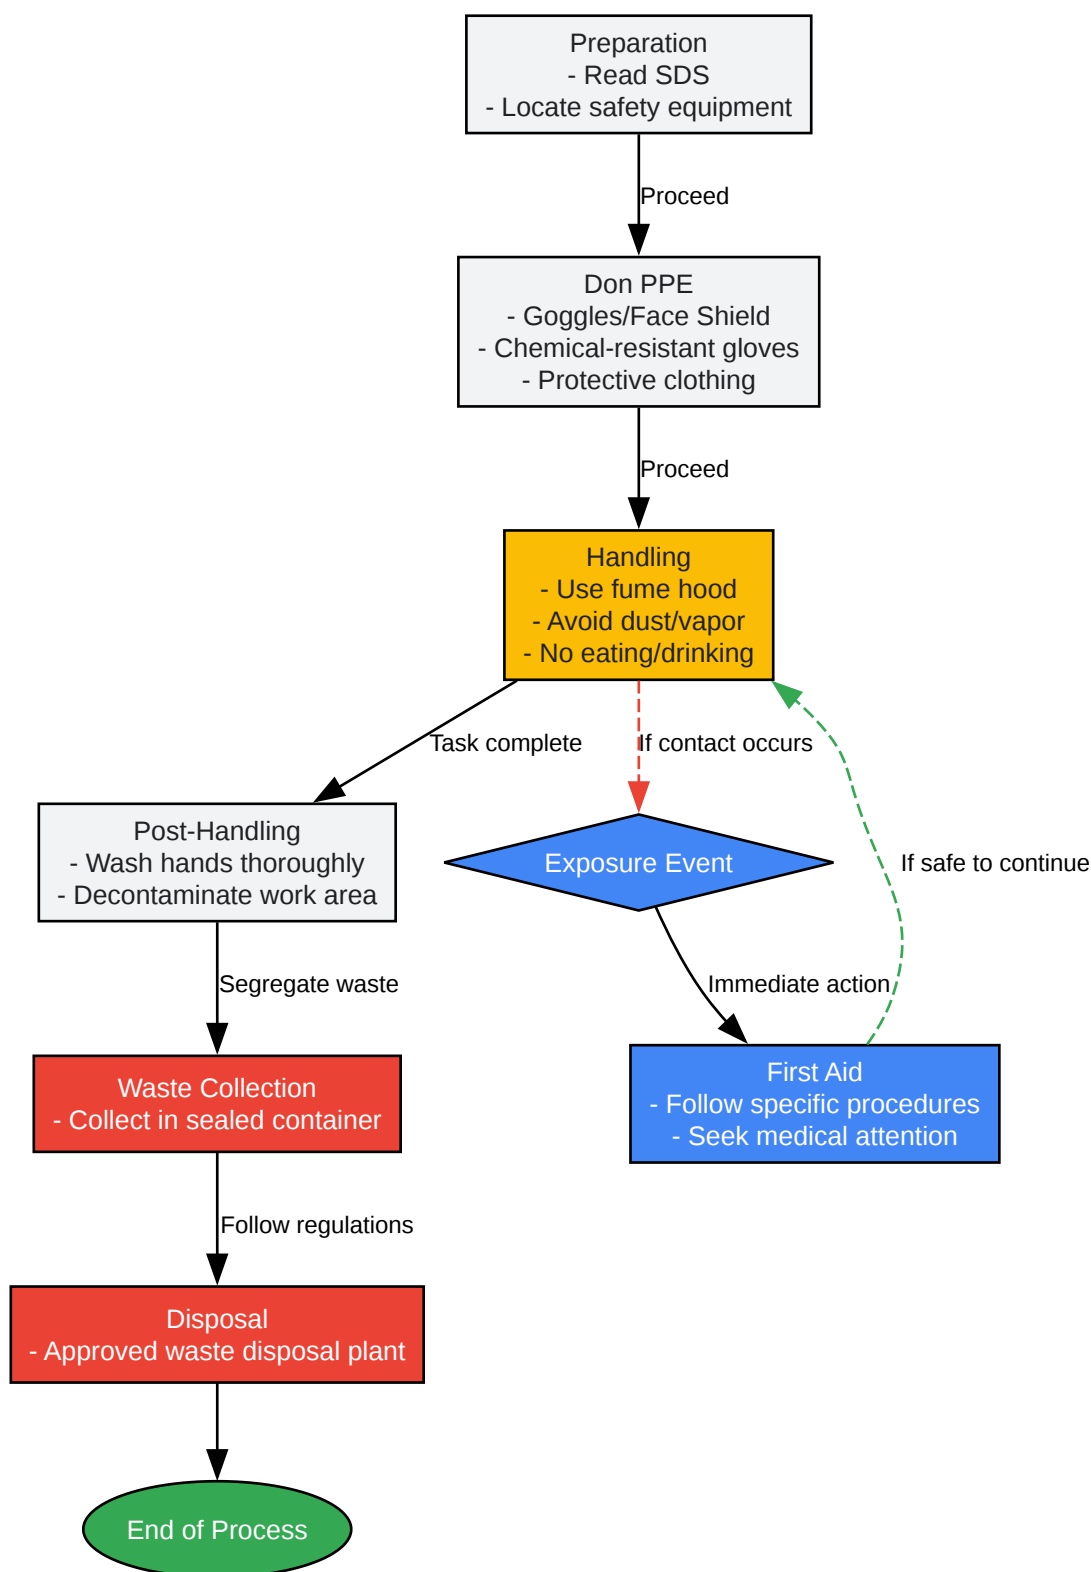 Preparation
- Read SDS
- Locate safety equipment
Proceed
Don PPE
- Goggles/Face Shield
- Chemical-resistant gloves
- Protective clothing
Proceed
Handling
- Use fume hood
- Avoid dust/vapor
- No eating/drinking
Task complete
If contact occurs
Post-Handling
- Wash hands thoroughly
- Decontaminate work area
Exposure Event
If safe to continue
Segregate waste
Immediate action
Waste Collection
- Collect in sealed container
First Aid
- Follow specific procedures
- Seek medical attention
Follow regulations
Disposal
- Approved waste disposal plant
End of Process